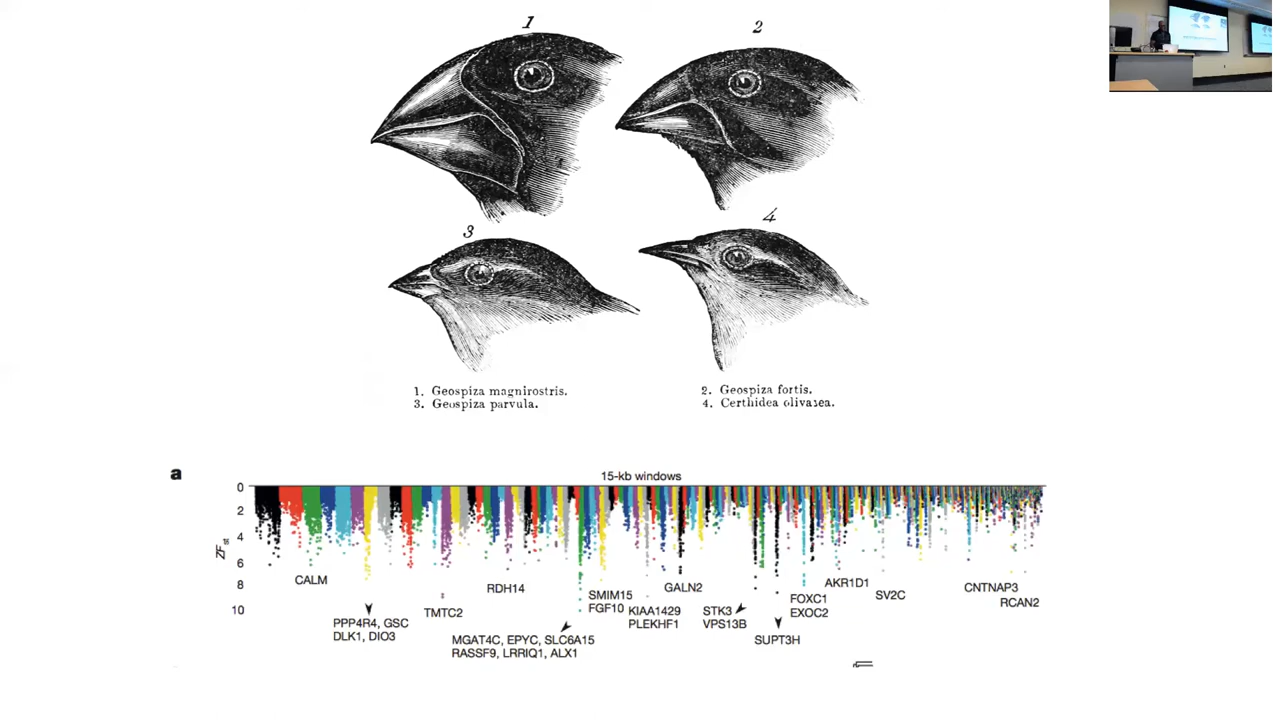 1
2
3
4
1. Geospiza magnirostris.
2. Geospiza fortis.
3. Geospiza parvula.
4. Certhidea olivasea.
a
15-kb windows
0
2
4
6
8
10
ZFst
CALM
PPP4R4, GSC
DLK1, DIO3
TMTC2
RDH14
MGAT4C, EPYC, SLC6A15
RASSF9, LRRIQ1, ALX1
SMIM15
FGF10
KIAA1429
PLEKHF1
GALN2
STK3
VPS13B
SUPT3H
FOXC1
EXOC2
AKR1D1
SV2C
CNTNAP3
RCAN2